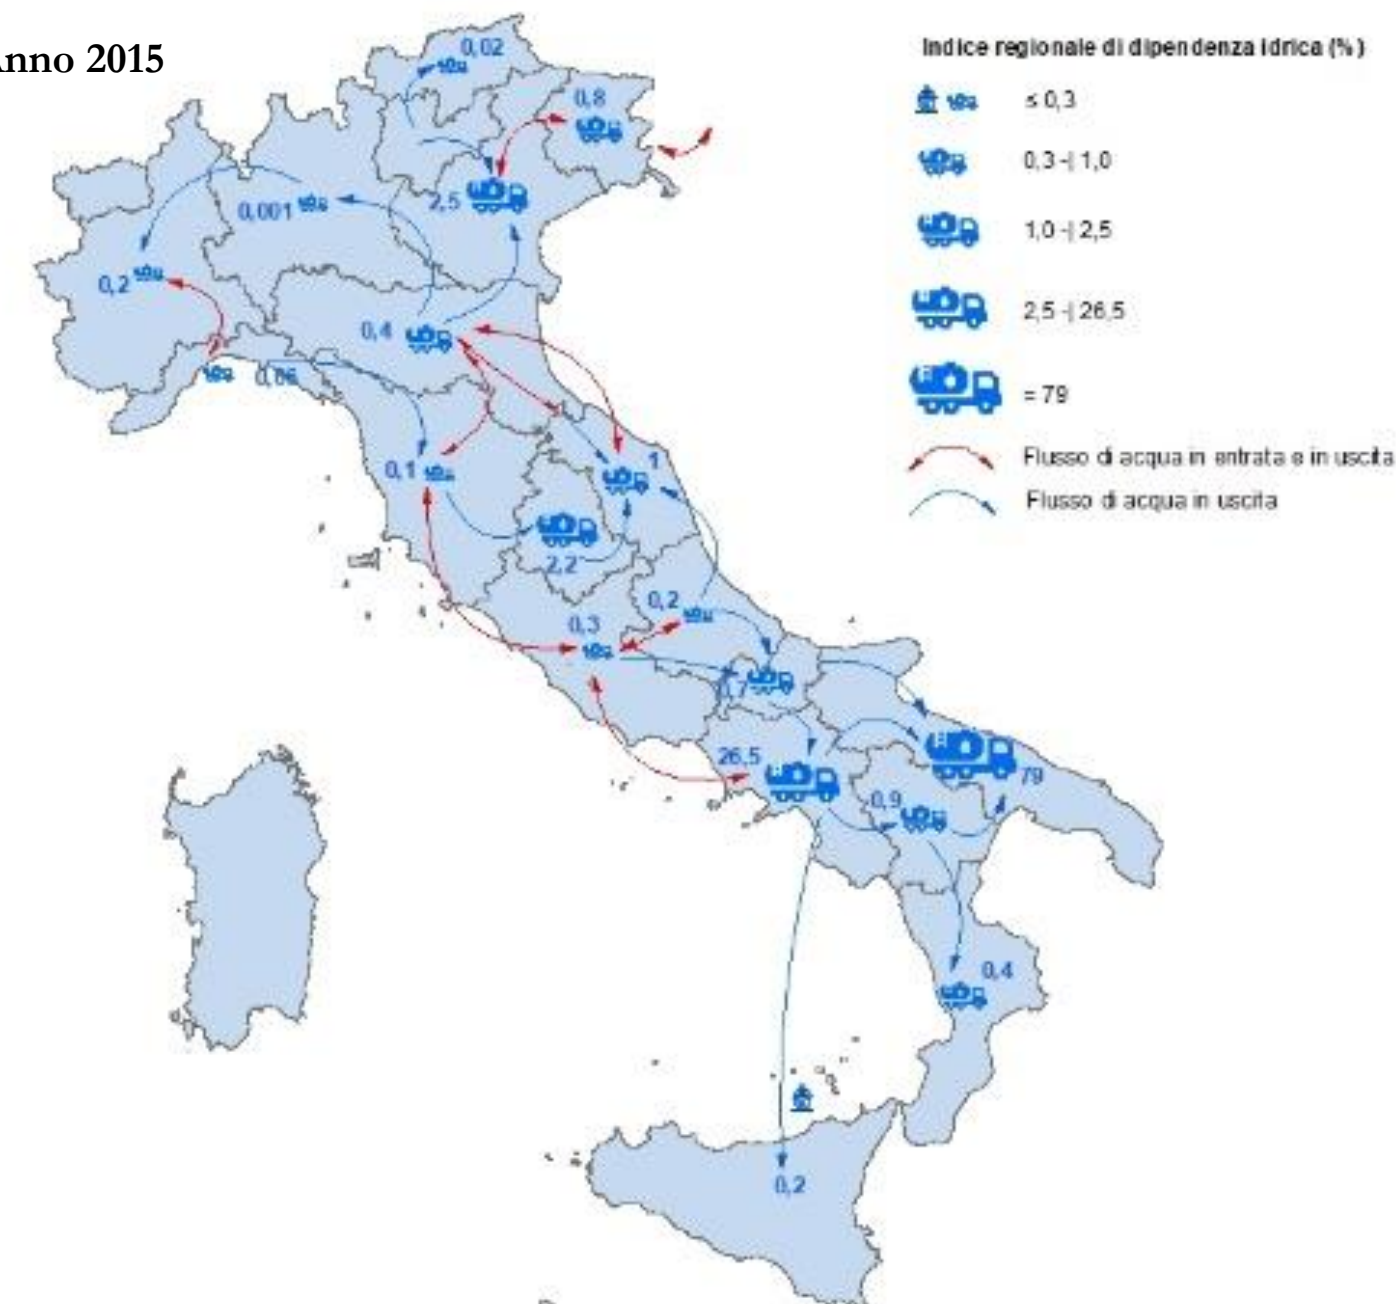 Anno 2015
Indice regionale di dipendenza idrica (%)
≤ 0,3
0,3 -| 1,0
1,0 -| 2,5
2,5 -| 26,5
= 79
Flusso di acqua in entrata e in uscita
Flusso di acqua in uscita
0,02
0,8
2,5
0,001
0,2
0,4
0,06
0,1
1
2,2
0,2
0,3
0,7
26,5
79
0,9
0,4
0,2